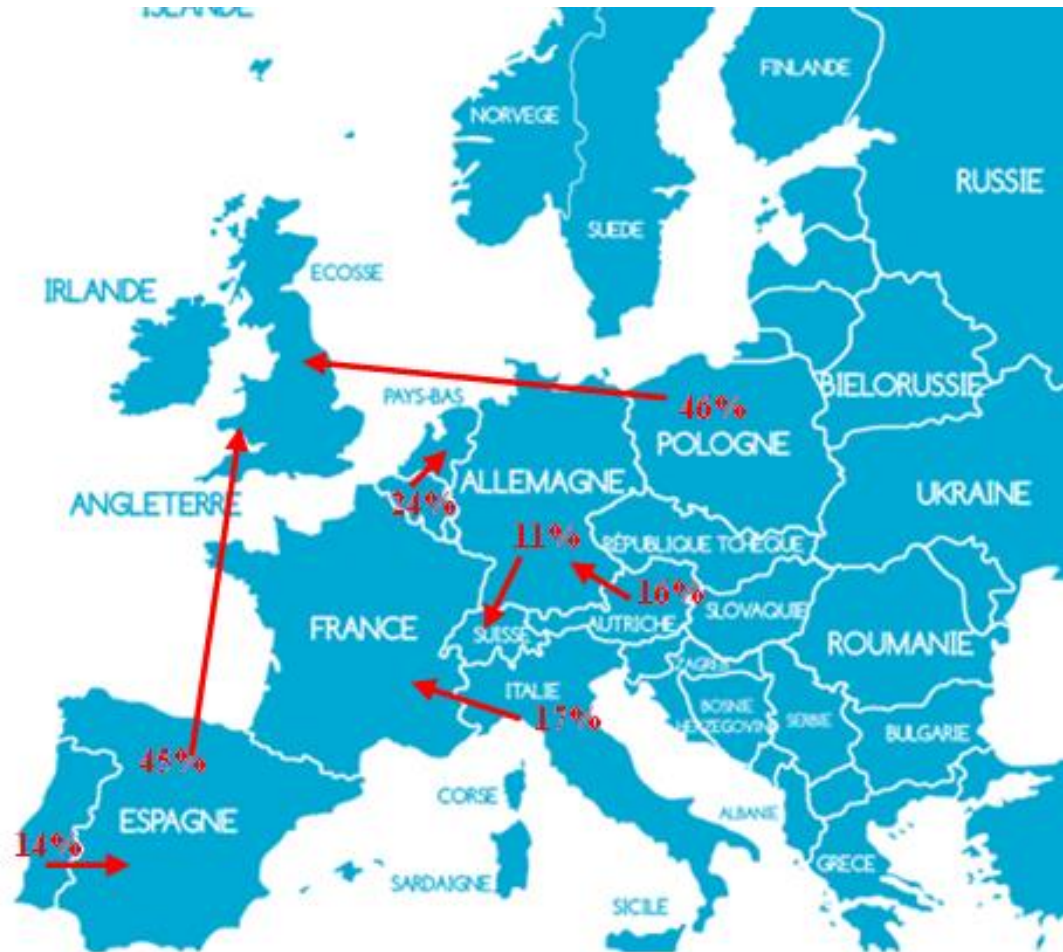 ISLANDE
FINLANDE
NORVEGE
RUSSIE
SUEDE
ECOSSE
IRLANDE
BIELORUSSIE
PAYS-BAS
46%
POLOGNE
ALLEMAGNE
UKRAINE
ANGLETERRE
24%
11%
RÉPUBLIQUE TCHEQUE
16%
SLOVAQUIE
FRANCE
AUTRICHE
SUISSE
ROUMANIE
ZAGREB
ITALIE
BOSNIE
HERZEGOVINE
SERBIE
17%
BULGARIE
45%
CORSE
ESPAGNE
ALBANIE
14%
GRECE
SARDAIGNE
SICILE